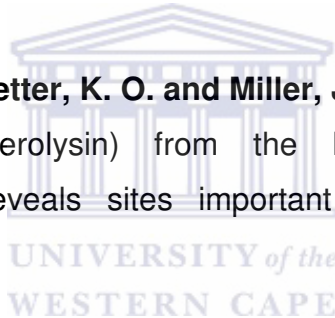 etter, K. O. and Miller,
erolysin) from the
eveals sites important
UNIVERSITY of the
WESTERN CAPE